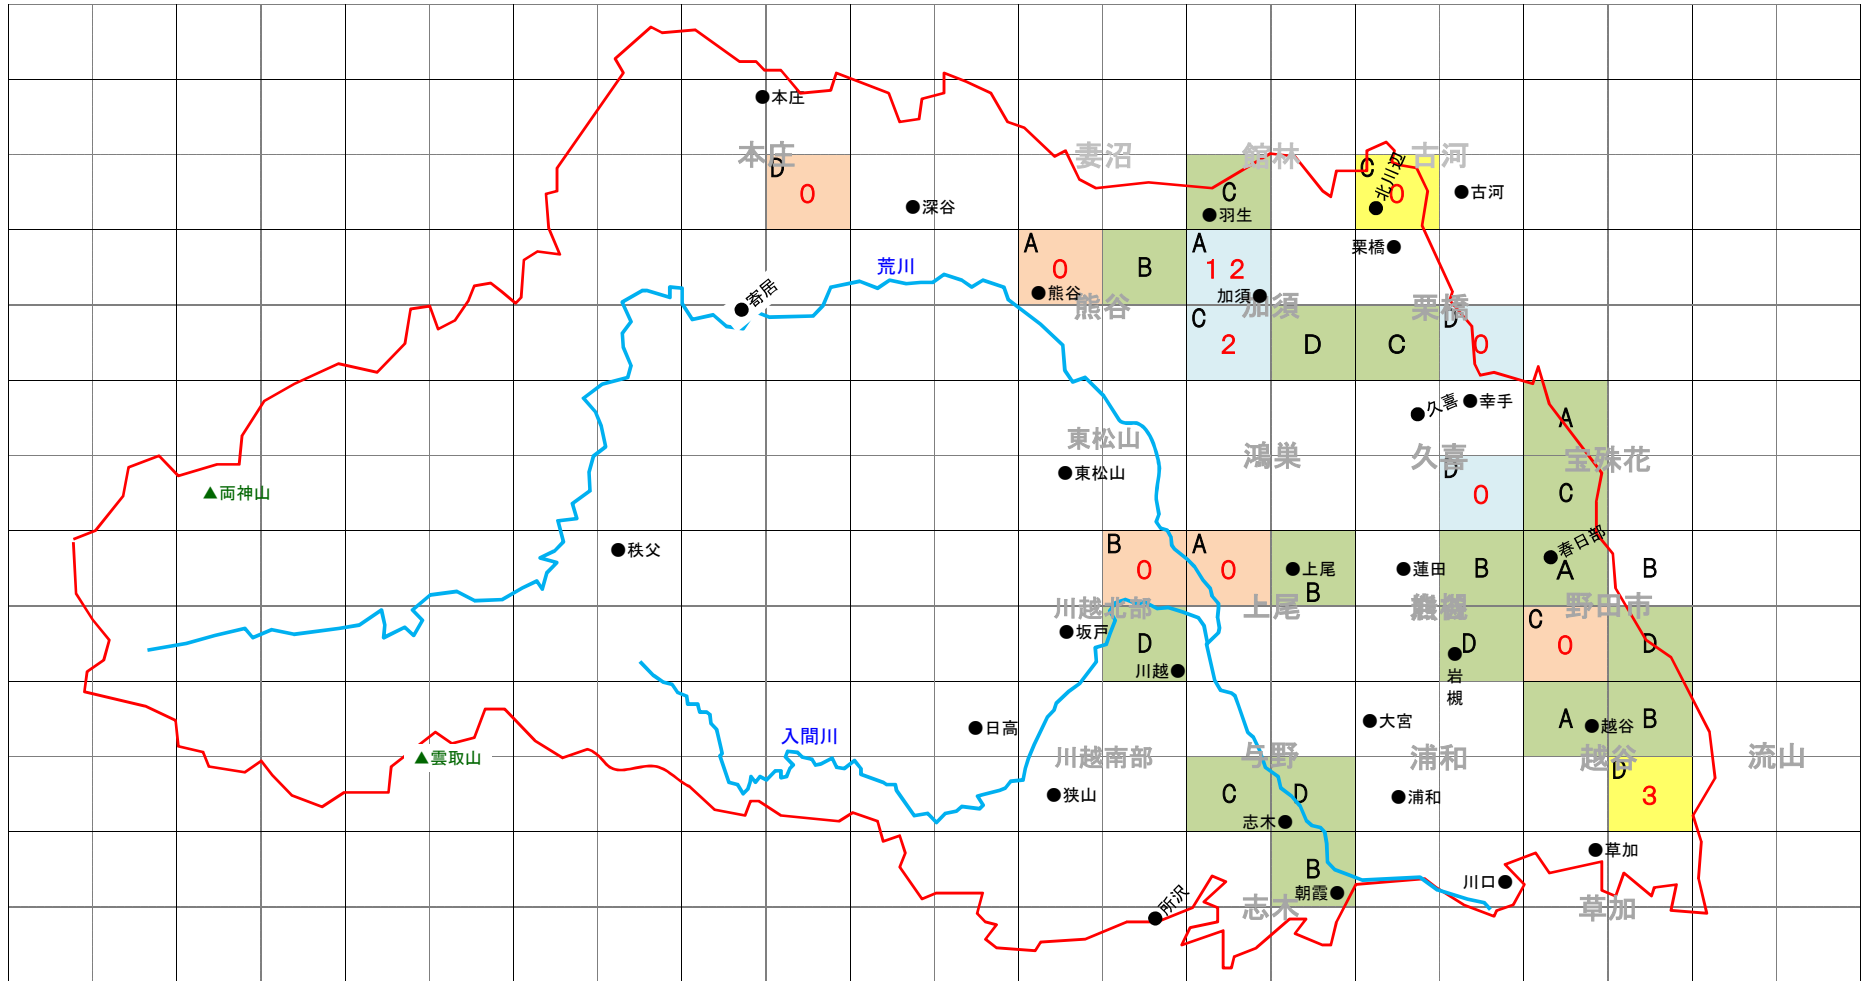 本庄
本庄
妻沼
館林
古河
D
0
C
北川辺
0
C
羽生
深谷
古河
栗橋
A
0
熊谷
B
A
12
加須
荒川
寄居
熊谷
加須
栗橋
C
2
D
C
D
0
久喜
幸手
A
東松山
鴻巣
久喜
宝珠花
東松山
D
0
C
▲両神山
秩父
B
0
A
0
上尾
B
蓮田
B
春日部
A
B
川越北部
上尾
野田市
坂戸
D
川越
D
岩槻
C
0
D
日高
入間川
大宮
A
越谷
B
▲雲取山
川越南部
与野
浦和
越谷
流山
狭山
C
D
志木
浦和
D
3
草加
B
朝霞
川口
所沢
志木
草加